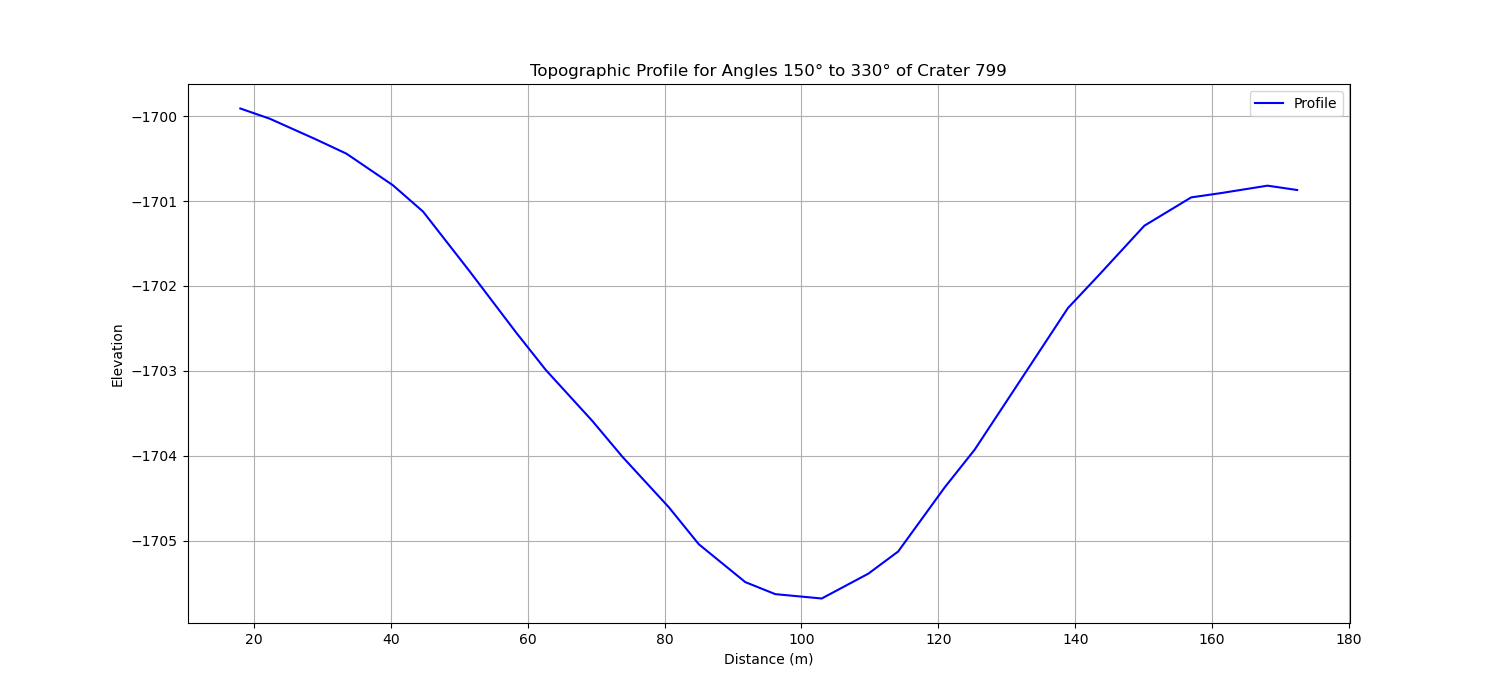 Topographic Profile for Angles 150° to 330° of Crater 799
Profile
−1700
−1701
−1702
−1703
−1704
−1705
Elevation
20 40 60 80 100 120 140 160 180
Distance (m)